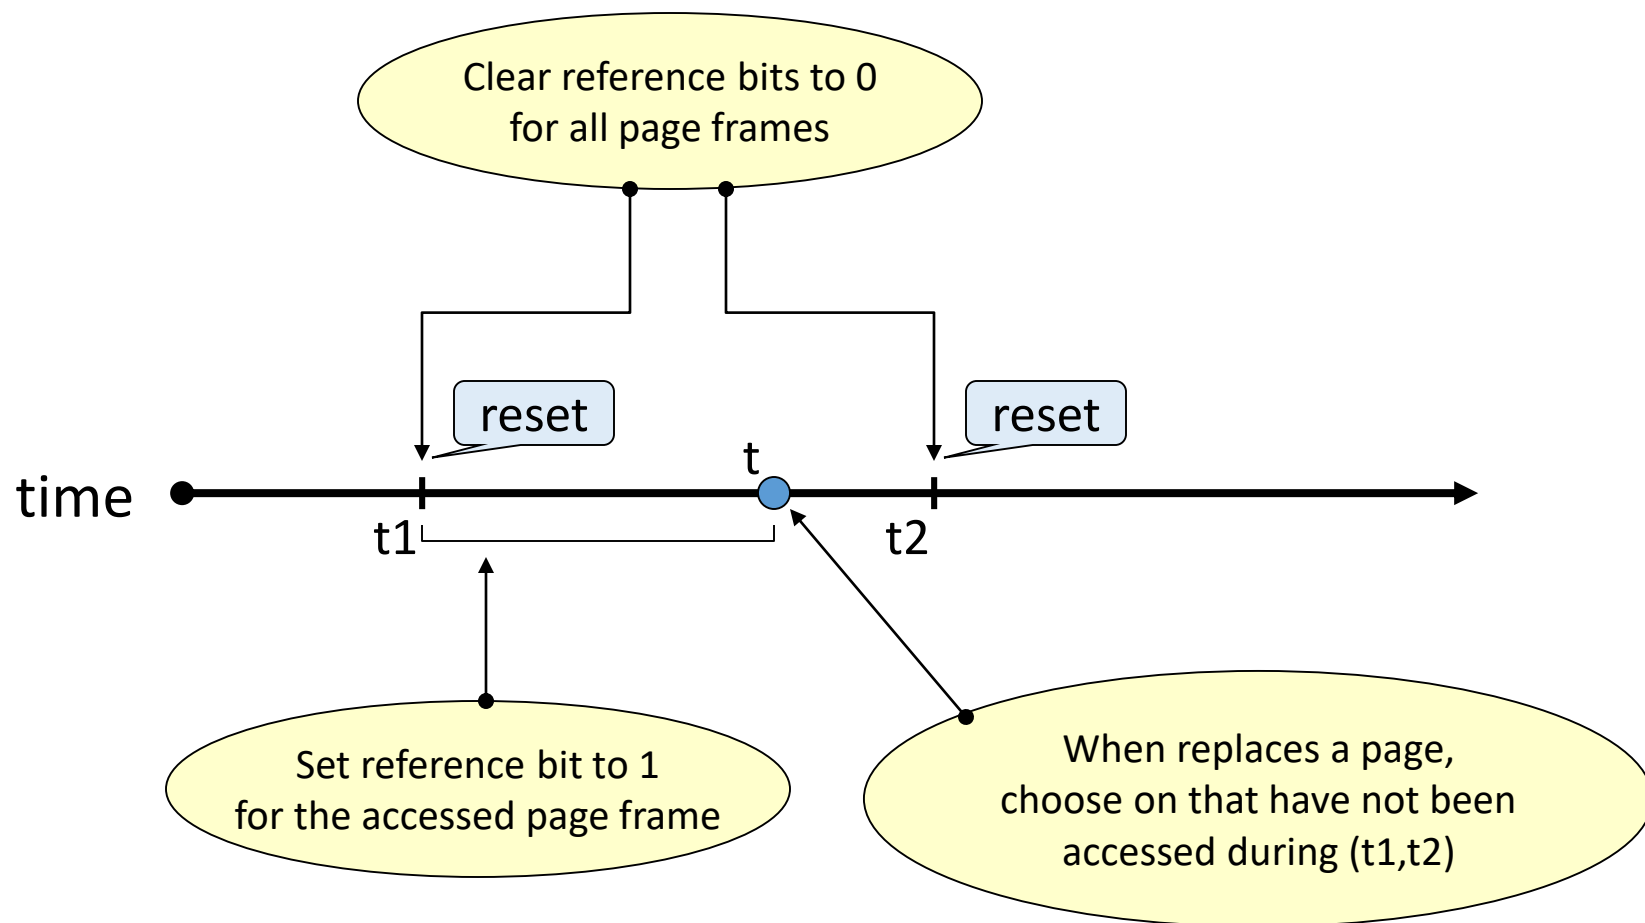 Clear reference bits to 0
for all page frames
reset
reset
t
time
t1
t2
Set reference bit to 1
for the accessed page frame
When replaces a page,
choose on that have not been
accessed during (t1,t2)